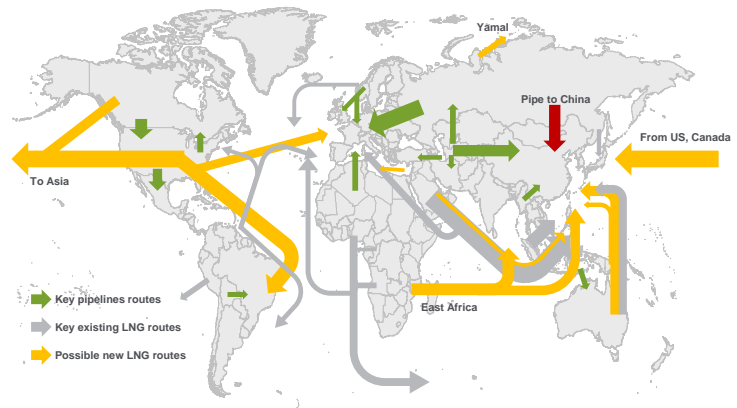 Yamal
Pipe to China
From US, Canada
To Asia
East Africa
Key pipelines routes
Key existing LNG routes
Possible new LNG routes